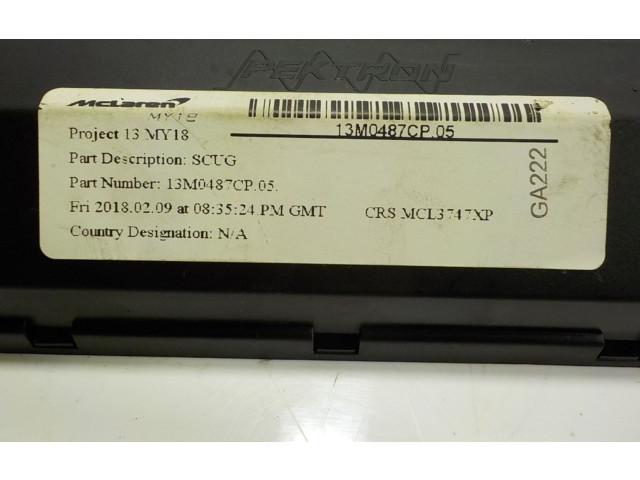 PEKTRON
McLaren
MY18
13M0487CP.05
Project 13 MY18
Part Description: SCUG
Part Number: 13M0487CP.05.
Fri 2018.02.09 at 08:35:24.PM GMT CRS MCL3747XP
Country Designation: N/A
GA222